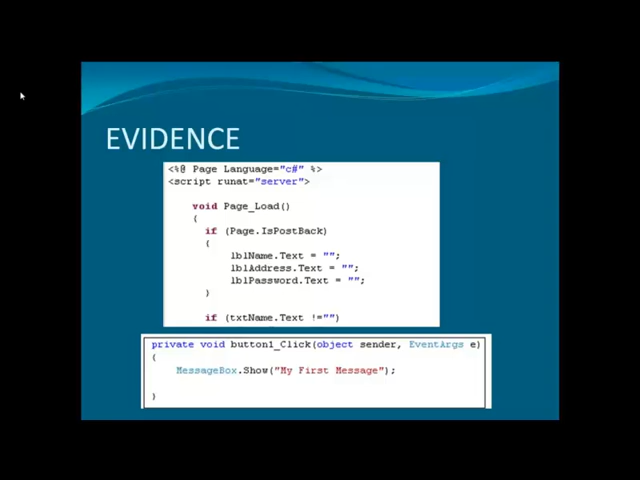 EVIDENCE
<%@ Page Language="c#" %>
<script runat="server">
void Page_Load()
{
if (Page.IsPostBack)
{
lblName.Text = "";
lblAddress.Text = "";
lblPassword.Text = "";
}
if (txtName.Text !="")
private void button1_Click(object sender, EventArgs e)
{
MessageBox.Show("My First Message");
}